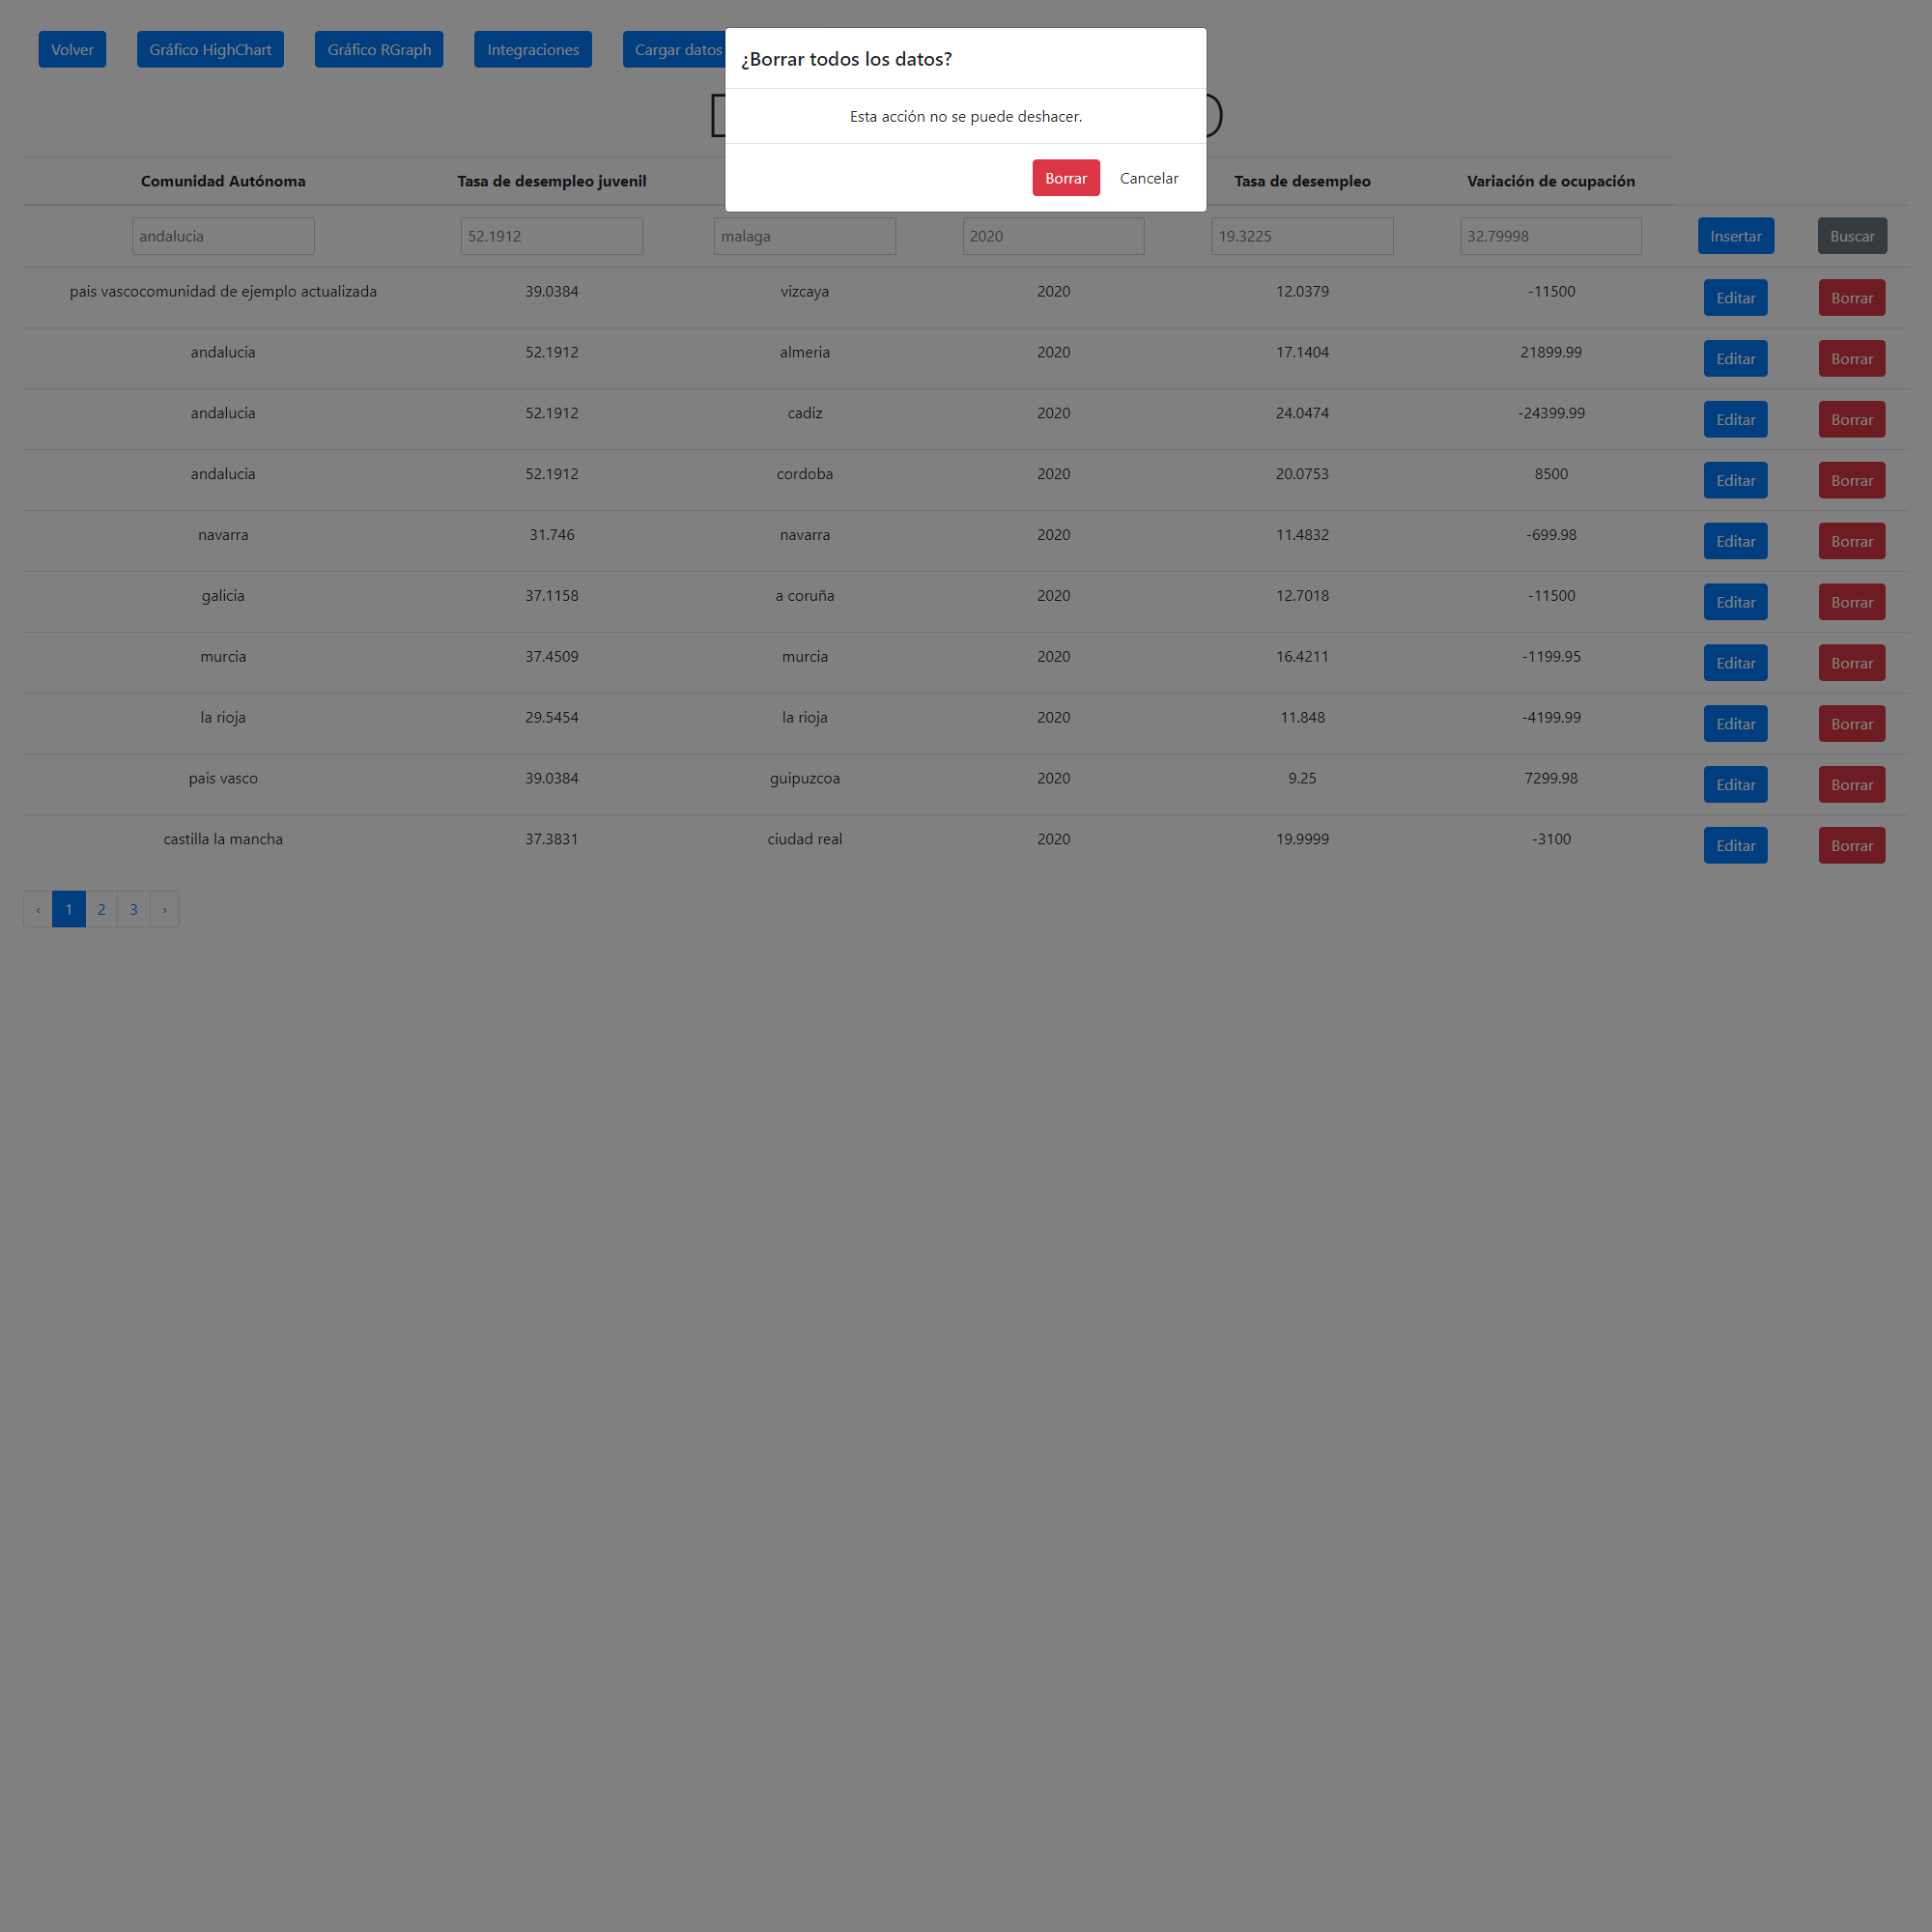 Volver Gráfico HighChart Gráfico RGraph Integraciones Cargar datos
¿Borrar todos los datos?
Esta acción no se puede deshacer.
Borrar Cancelar
Comunidad Autónoma Tasa de desempleo juvenil Tasa de desempleo Variación de ocupación
andalucia 52.1912 malaga 2020 19.3225 32.79998 Insertar Buscar
pais vascocomunidad de ejemplo actualizada 39.0384 vizcaya 2020 12.0379 -11500 Editar Borrar
andalucia 52.1912 almeria 2020 17.1404 21899.99 Editar Borrar
andalucia 52.1912 cadiz 2020 24.0474 -24399.99 Editar Borrar
andalucia 52.1912 cordoba 2020 20.0753 8500 Editar Borrar
navarra 31.746 navarra 2020 11.4832 -699.98 Editar Borrar
galicia 37.1158 a coruña 2020 12.7018 -11500 Editar Borrar
murcia 37.4509 murcia 2020 16.4211 -1199.95 Editar Borrar
la rioja 29.5454 la rioja 2020 11.848 -4199.99 Editar Borrar
pais vasco 39.0384 guipuzcoa 2020 9.25 7299.98 Editar Borrar
castilla la mancha 37.3831 ciudad real 2020 19.9999 -3100 Editar Borrar
‹ 1 2 3 ›